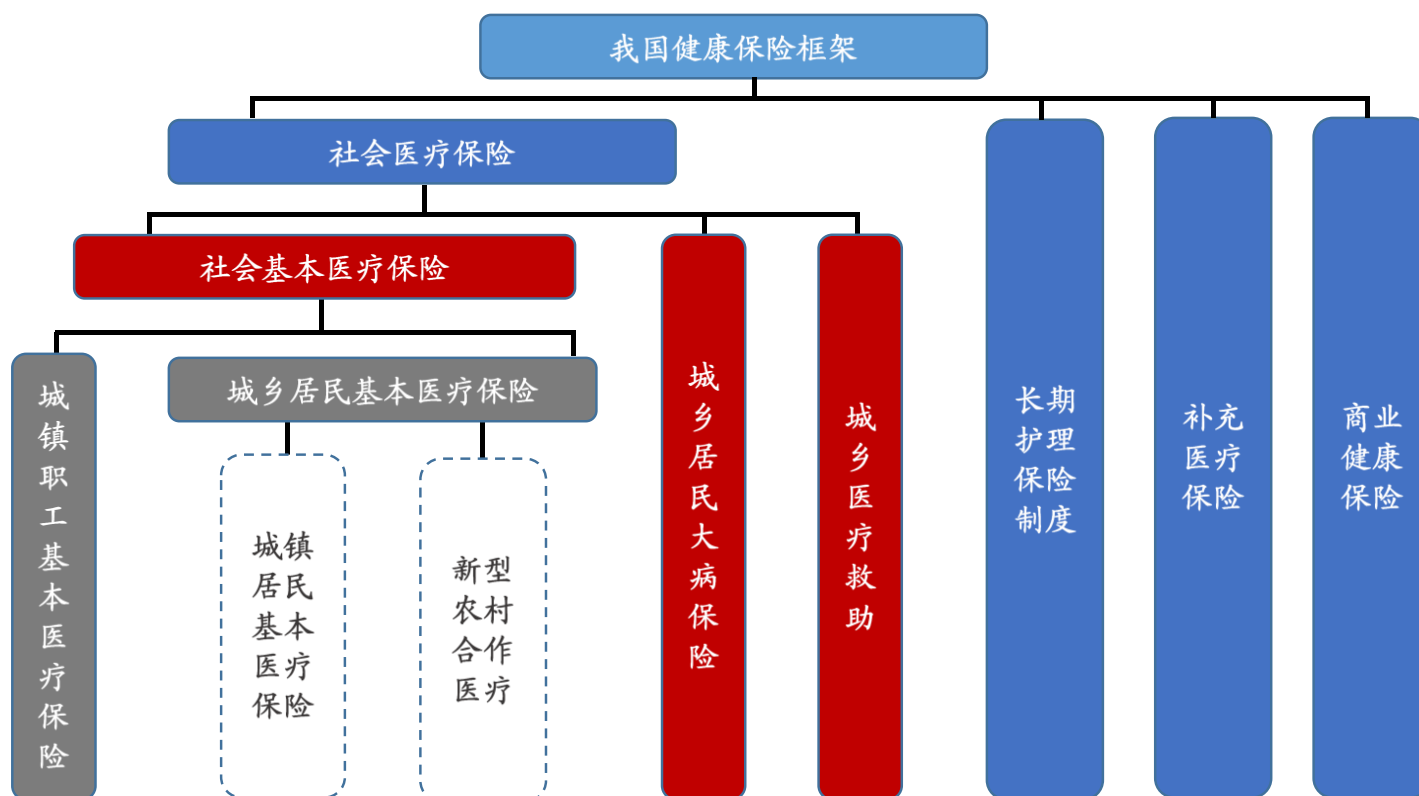 我国健康保险框架
社会医疗保险
社会基本医疗保险
城镇职工基本医疗保险
城乡居民基本医疗保险
城镇
居民
基本
医疗
保险
新型
农村
合作
医疗
城乡居民大病保险
城乡医疗救助
长期
护理
保险
制度
补充
医疗
保险
商业
健康
保险